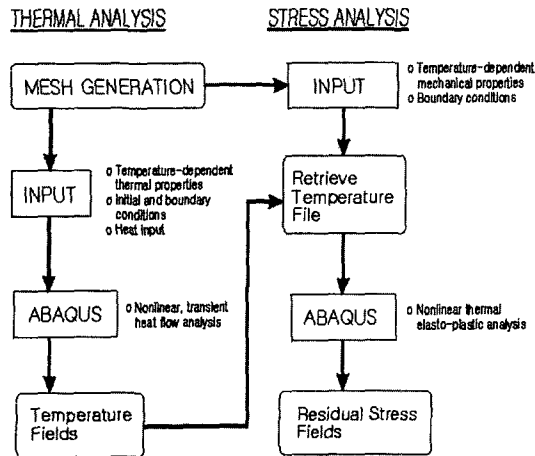 THERMAL ANALYSIS
STRESS ANALYSIS
MESH GENERATION
INPUT
o Temperature-dependent
mechanical properties
o Boundary conditions
INPUT
o Temperature-dependent
thermal properties
o Initial and boundary
conditions
o Heat input
Retrieve
Temperature
File
ABAQUS
o Nonlinear, transient
heat flow analysis
ABAQUS
o Nonlinear thermal
elasto-plastic analysis
Temperature
Fields
Residual Stress
Fields